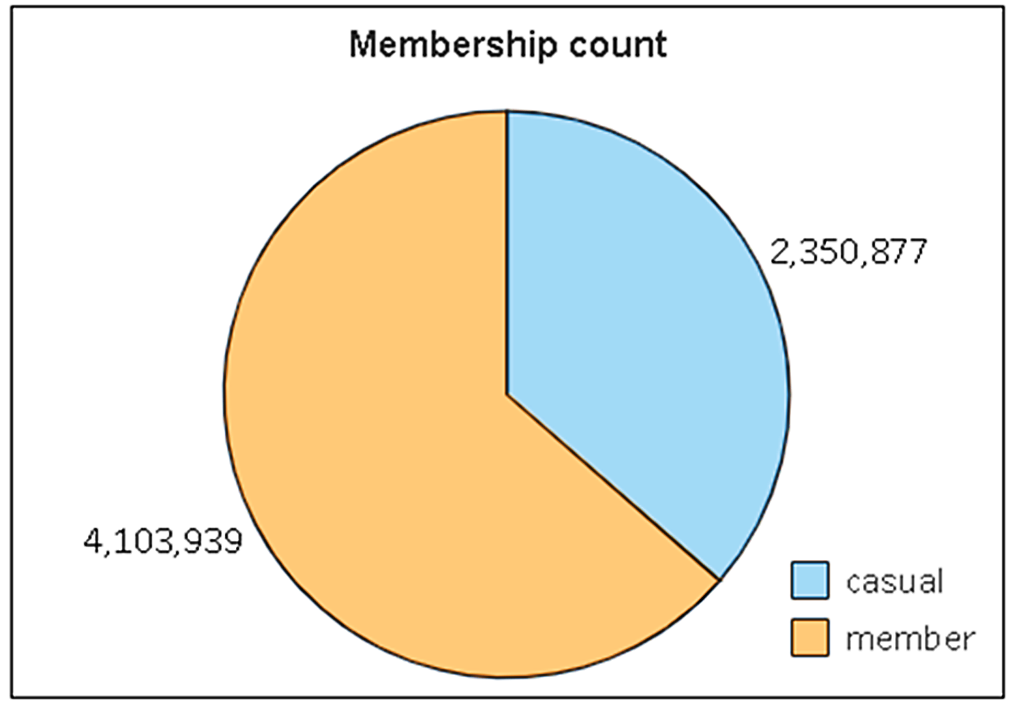 Membership count
2,350,877
4,103,939
casual
member